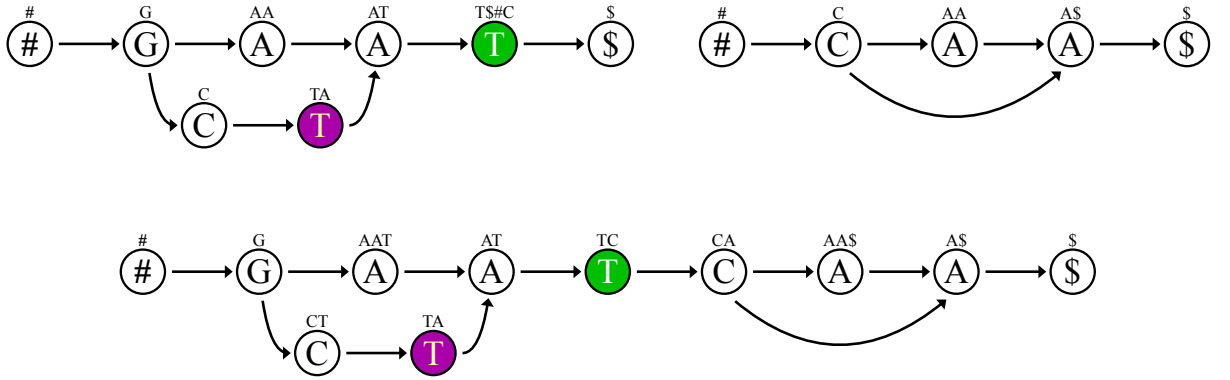 # G AA AT T$#C $
# G A A T $
C TA
C T
# C AA A$ $
# C A A $
# G AAT AT TC CA AA$ A$ $
# G A A T C A A $
CT TA
C T